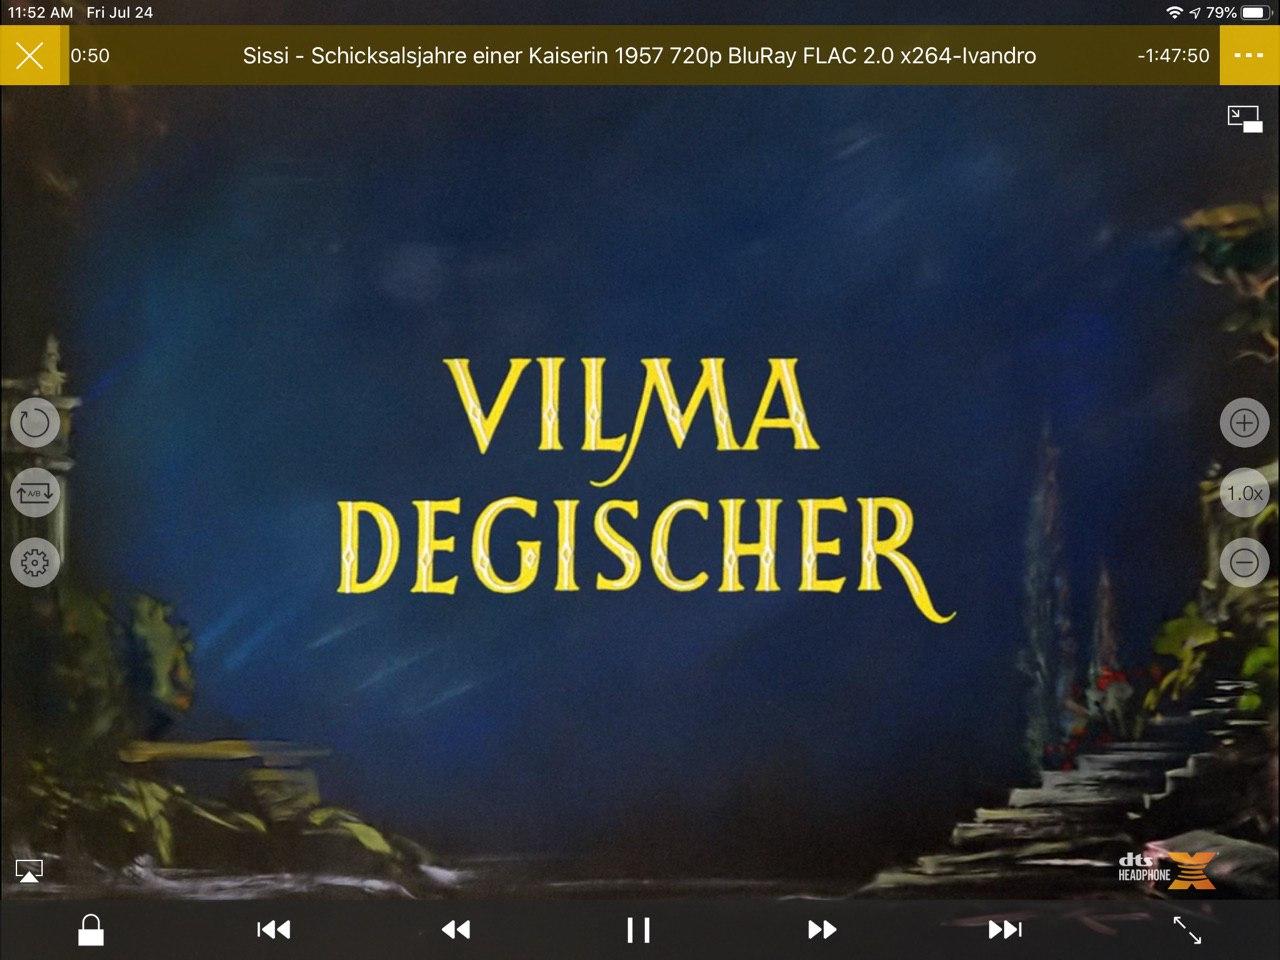 11:52 AM Fri Jul 24
79%
0:50
Sissi - Schicksalsjahre einer Kaiserin 1957 720p BluRay FLAC 2.0 x264-Ivandro
-1:47:50
VILMA
DEGISCHER
A/B
1.0x
dts
HEADPHONE
X